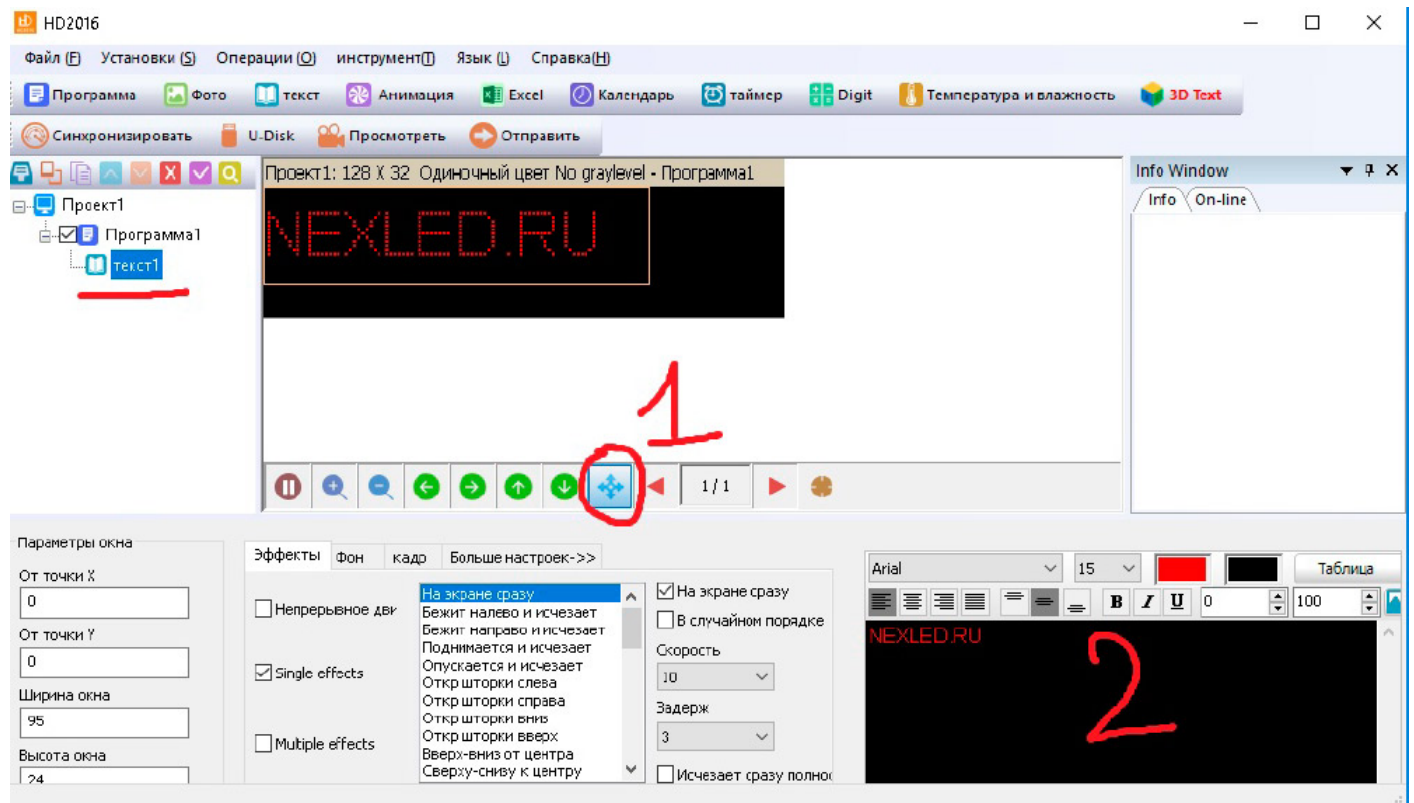 HD2016
Файл (F) Установки (S) Операции (O) инструмент(T) Язык (L) Справка(H)
Программа Фото текст Анимация Excel Календарь таймер Digit Температура и влажность 3D Text
Синхронизировать U-Disk Просмотреть Отправить
Проект1: 128 X 32 Одиночный цвет No graylevel - Программа1
Info Window
Info On-line
Проект1
Программа1
текст1
NEXLED.RU
1
1/1
Параметры окна
От точки X
0
От точки Y
0
Ширина окна
95
Высота окна
24
Эффекты Фон кадр Больше настроек->>
Непрерывное дви
Single effects
Multiple effects
На экране сразу
Бежит налево и исчезает
Бежит направо и исчезает
Поднимается и исчезает
Опускается и исчезает
Откр шторки слева
Откр шторки справа
Откр шторки вниз
Откр шторки вверх
Вверх-вниз от центра
Сверху-снизу к центру
На экране сразу
В случайном порядке
Скорость
10
Задерж
3
Исчезает сразу полнос
Arial 15 Таблица
B I U 0 100
NEXLED.RU
2